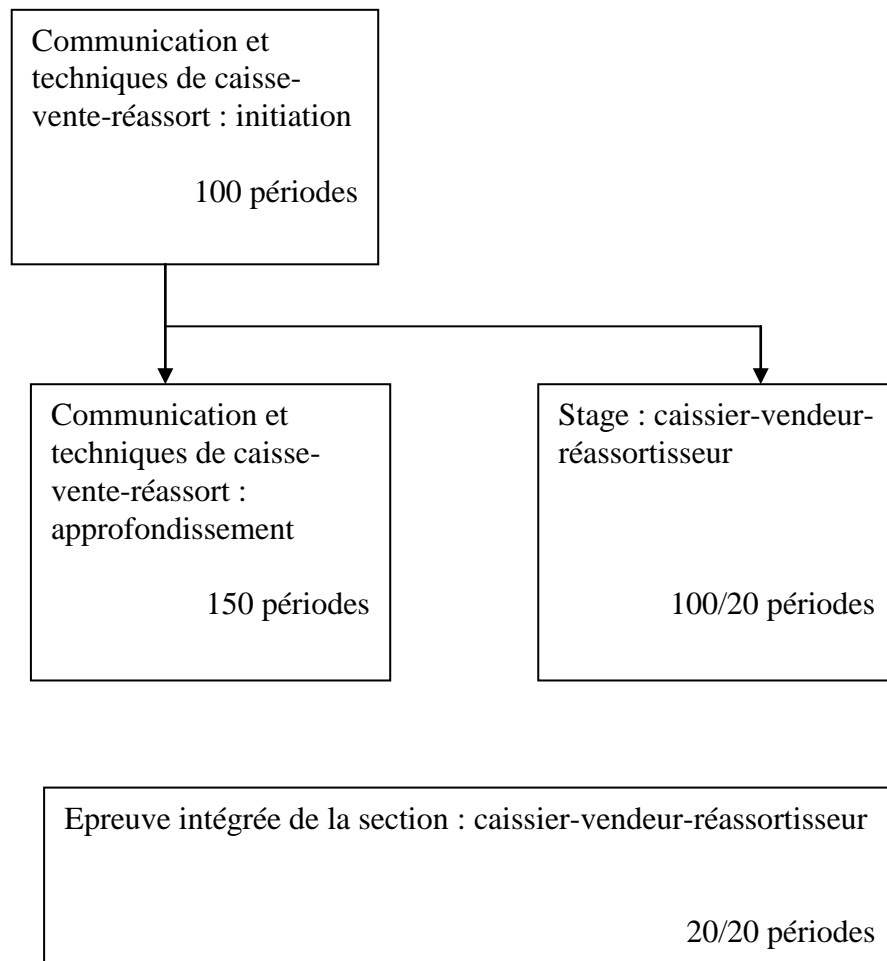 Communication et
techniques de caisse-
vente-réassort : initiation
100 périodes
Communication et
techniques de caisse-
vente-réassort :
approfondissement
150 périodes
Stage : caissier-vendeur-
réassortisseur
100/20 périodes
Epreuve intégrée de la section : caissier-vendeur-réassortisseur
20/20 périodes